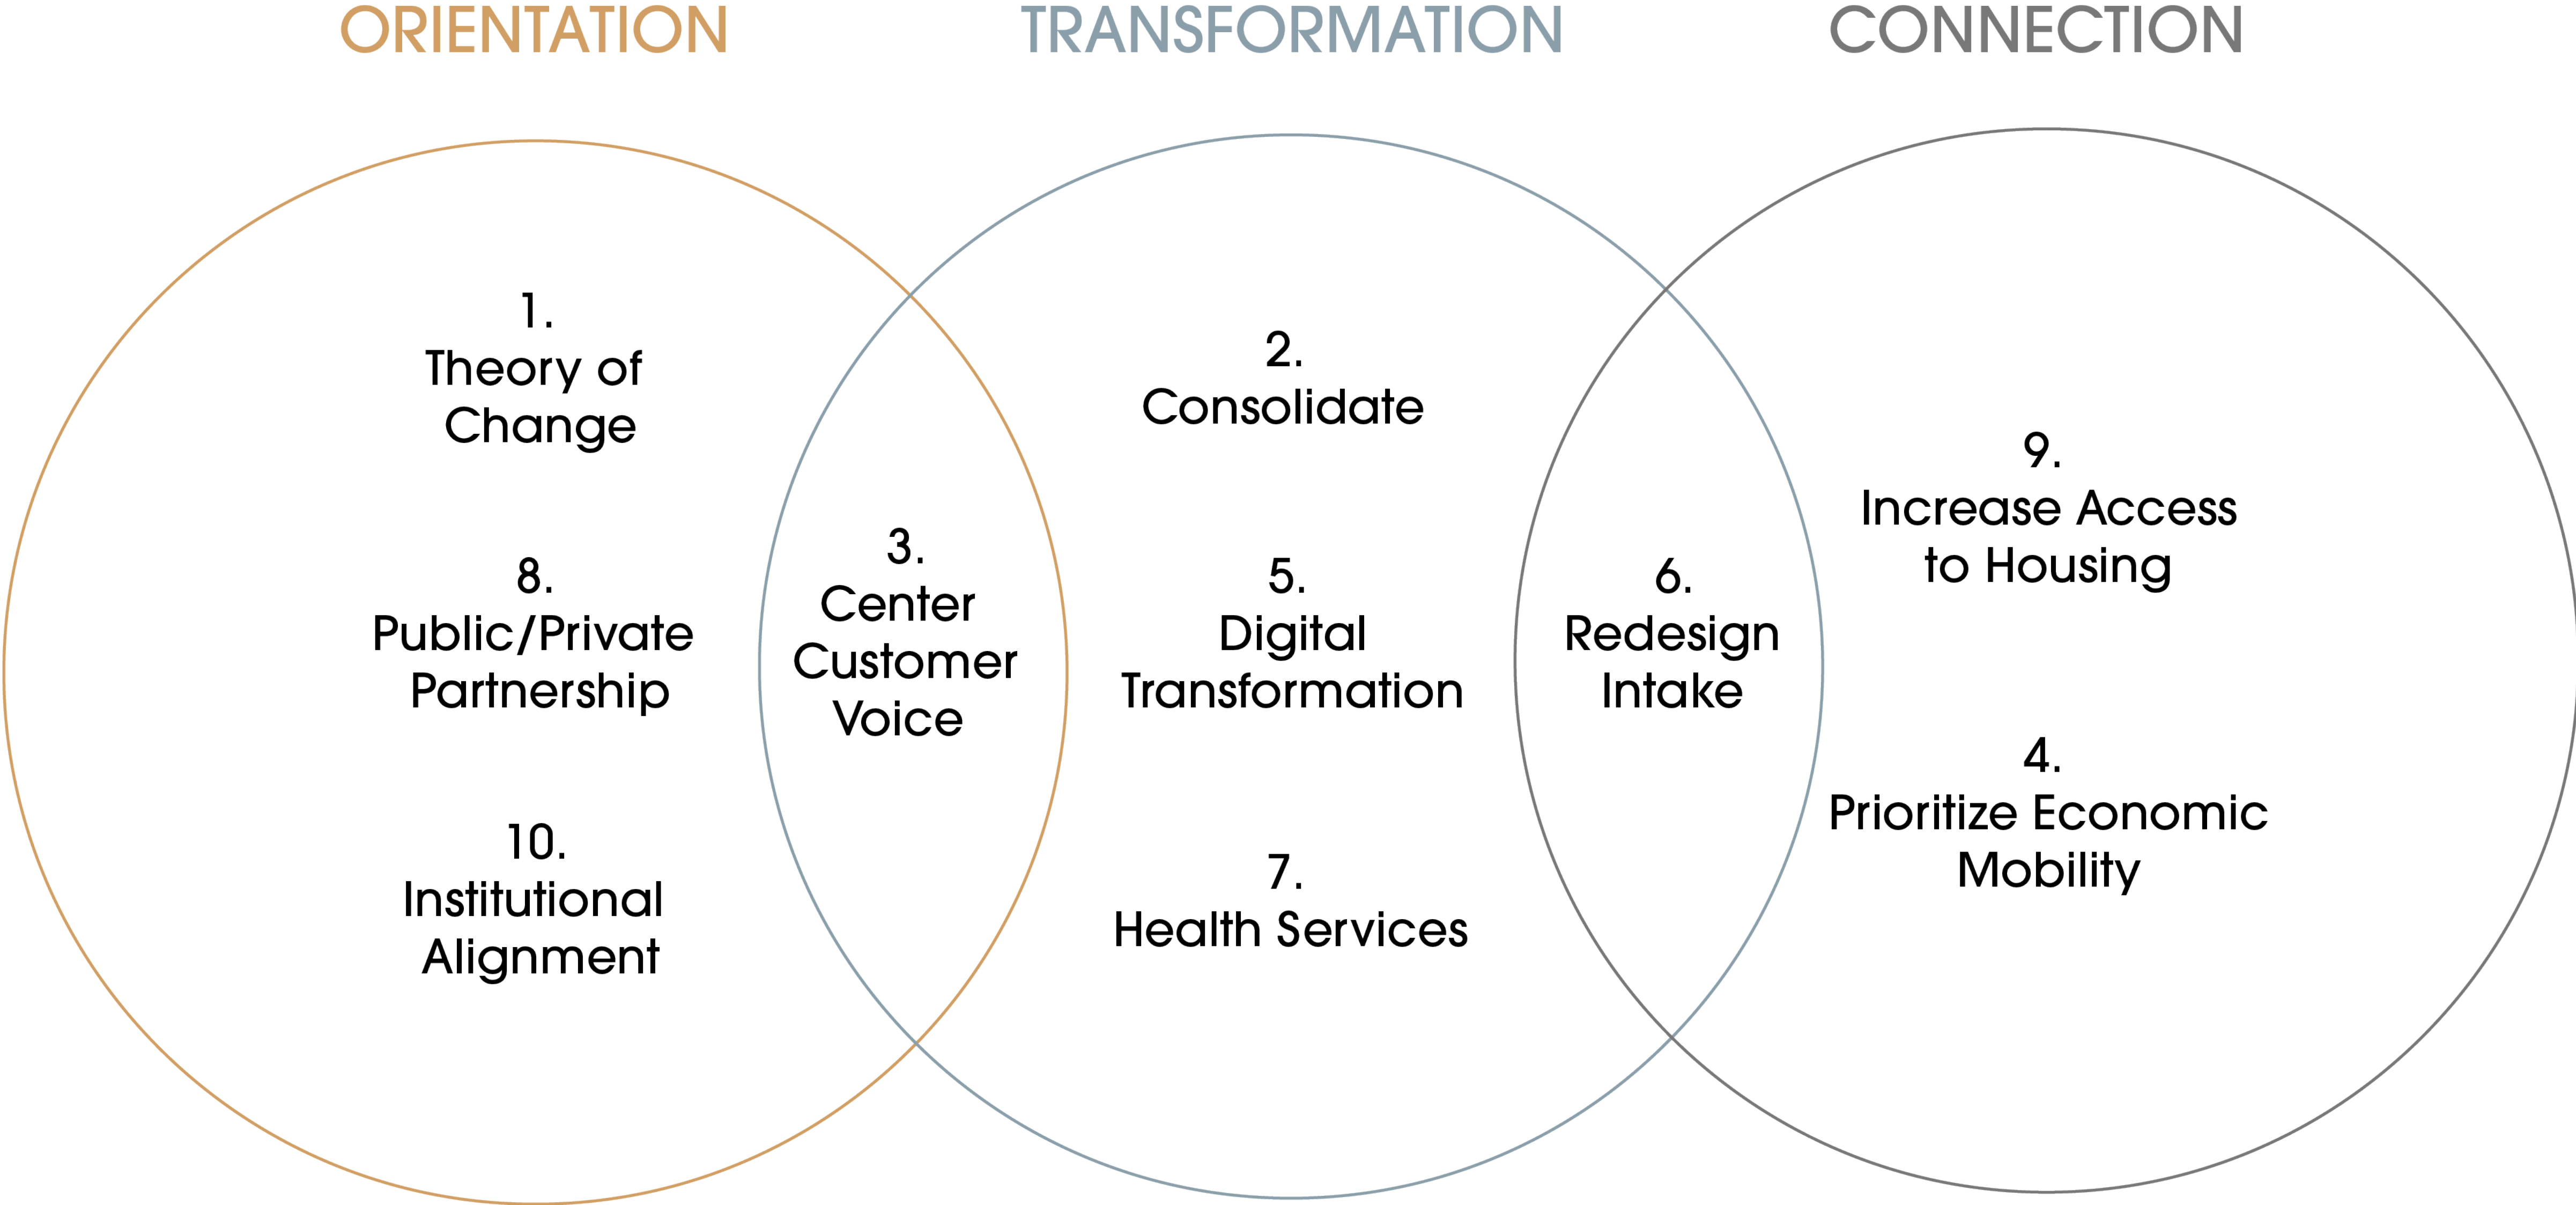 ORIENTATION
TRANSFORMATION
CONNECTION
1.
Theory of
Change
8.
Public/Private
Partnership
10.
Institutional
Alignment
3.
Center
Customer
Voice
2.
Consolidate
5.
Digital
Transformation
7.
Health Services
6.
Redesign
Intake
9.
Increase Access
to Housing
4.
Prioritize Economic
Mobility